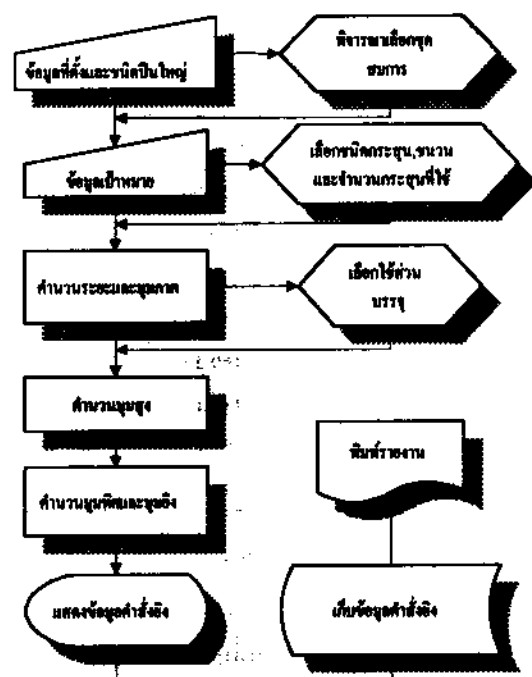 พิจารณาเลือกชุด
สมการ
ข้อมูลที่ตั้งและชนิดปืนใหญ่
เลือกชนิดกระสุน,ชนวน
และจำนวนกระสุนที่ใช้
ข้อมูลเป้าหมาย
เลือกใช้ส่วน
บรรจุ
คำนวนระยะและมุมภาค
คำนวนมุมสูง
พิมพ์รายงาน
คำนวนมุมทิศและมุมยิง
แสดงข้อมูลคำสั่งยิง
เก็บข้อมูลคำสั่งยิง